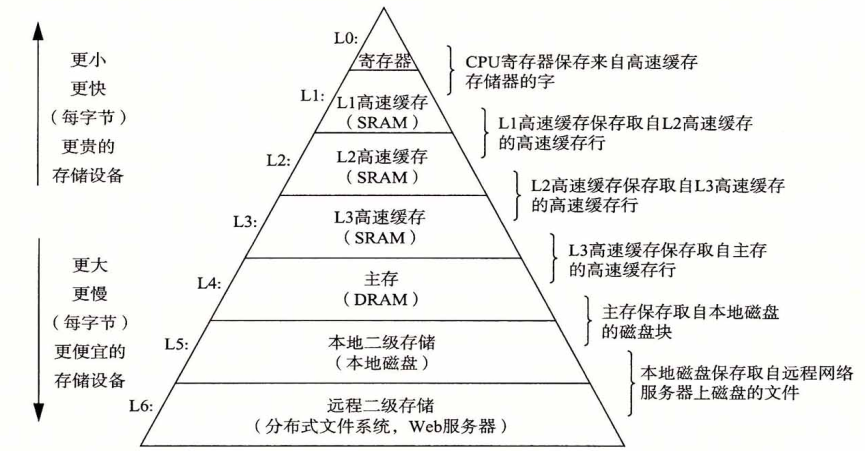 更小
更快
（每字节）
更贵的
存储设备
更大
更慢
（每字节）
更便宜的
存储设备
L0:
寄存器
L1:
L1高速缓存
（SRAM）
L2:
L2高速缓存
（SRAM）
L3:
L3高速缓存
（SRAM）
L4:
主存
（DRAM）
L5:
本地二级存储
（本地磁盘）
L6:
远程二级存储
（分布式文件系统，Web服务器）
CPU寄存器保存来自高速缓存
存储器的字
L1高速缓存保存取自L2高速缓存
的高速缓存行
L2高速缓存保存取自L3高速缓存
的高速缓存行
L3高速缓存保存取自主存
的高速缓存行
主存保存取自本地磁盘
的磁盘块
本地磁盘保存取自远程网络
服务器上磁盘的文件